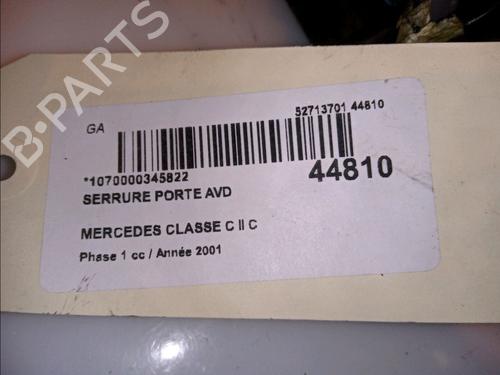 B-PARTS
GA
52713701 44810
*1070000345822
44810
SERRURE PORTE AVD
MERCEDES CLASSE C II C
Phase 1 cc / Année 2001